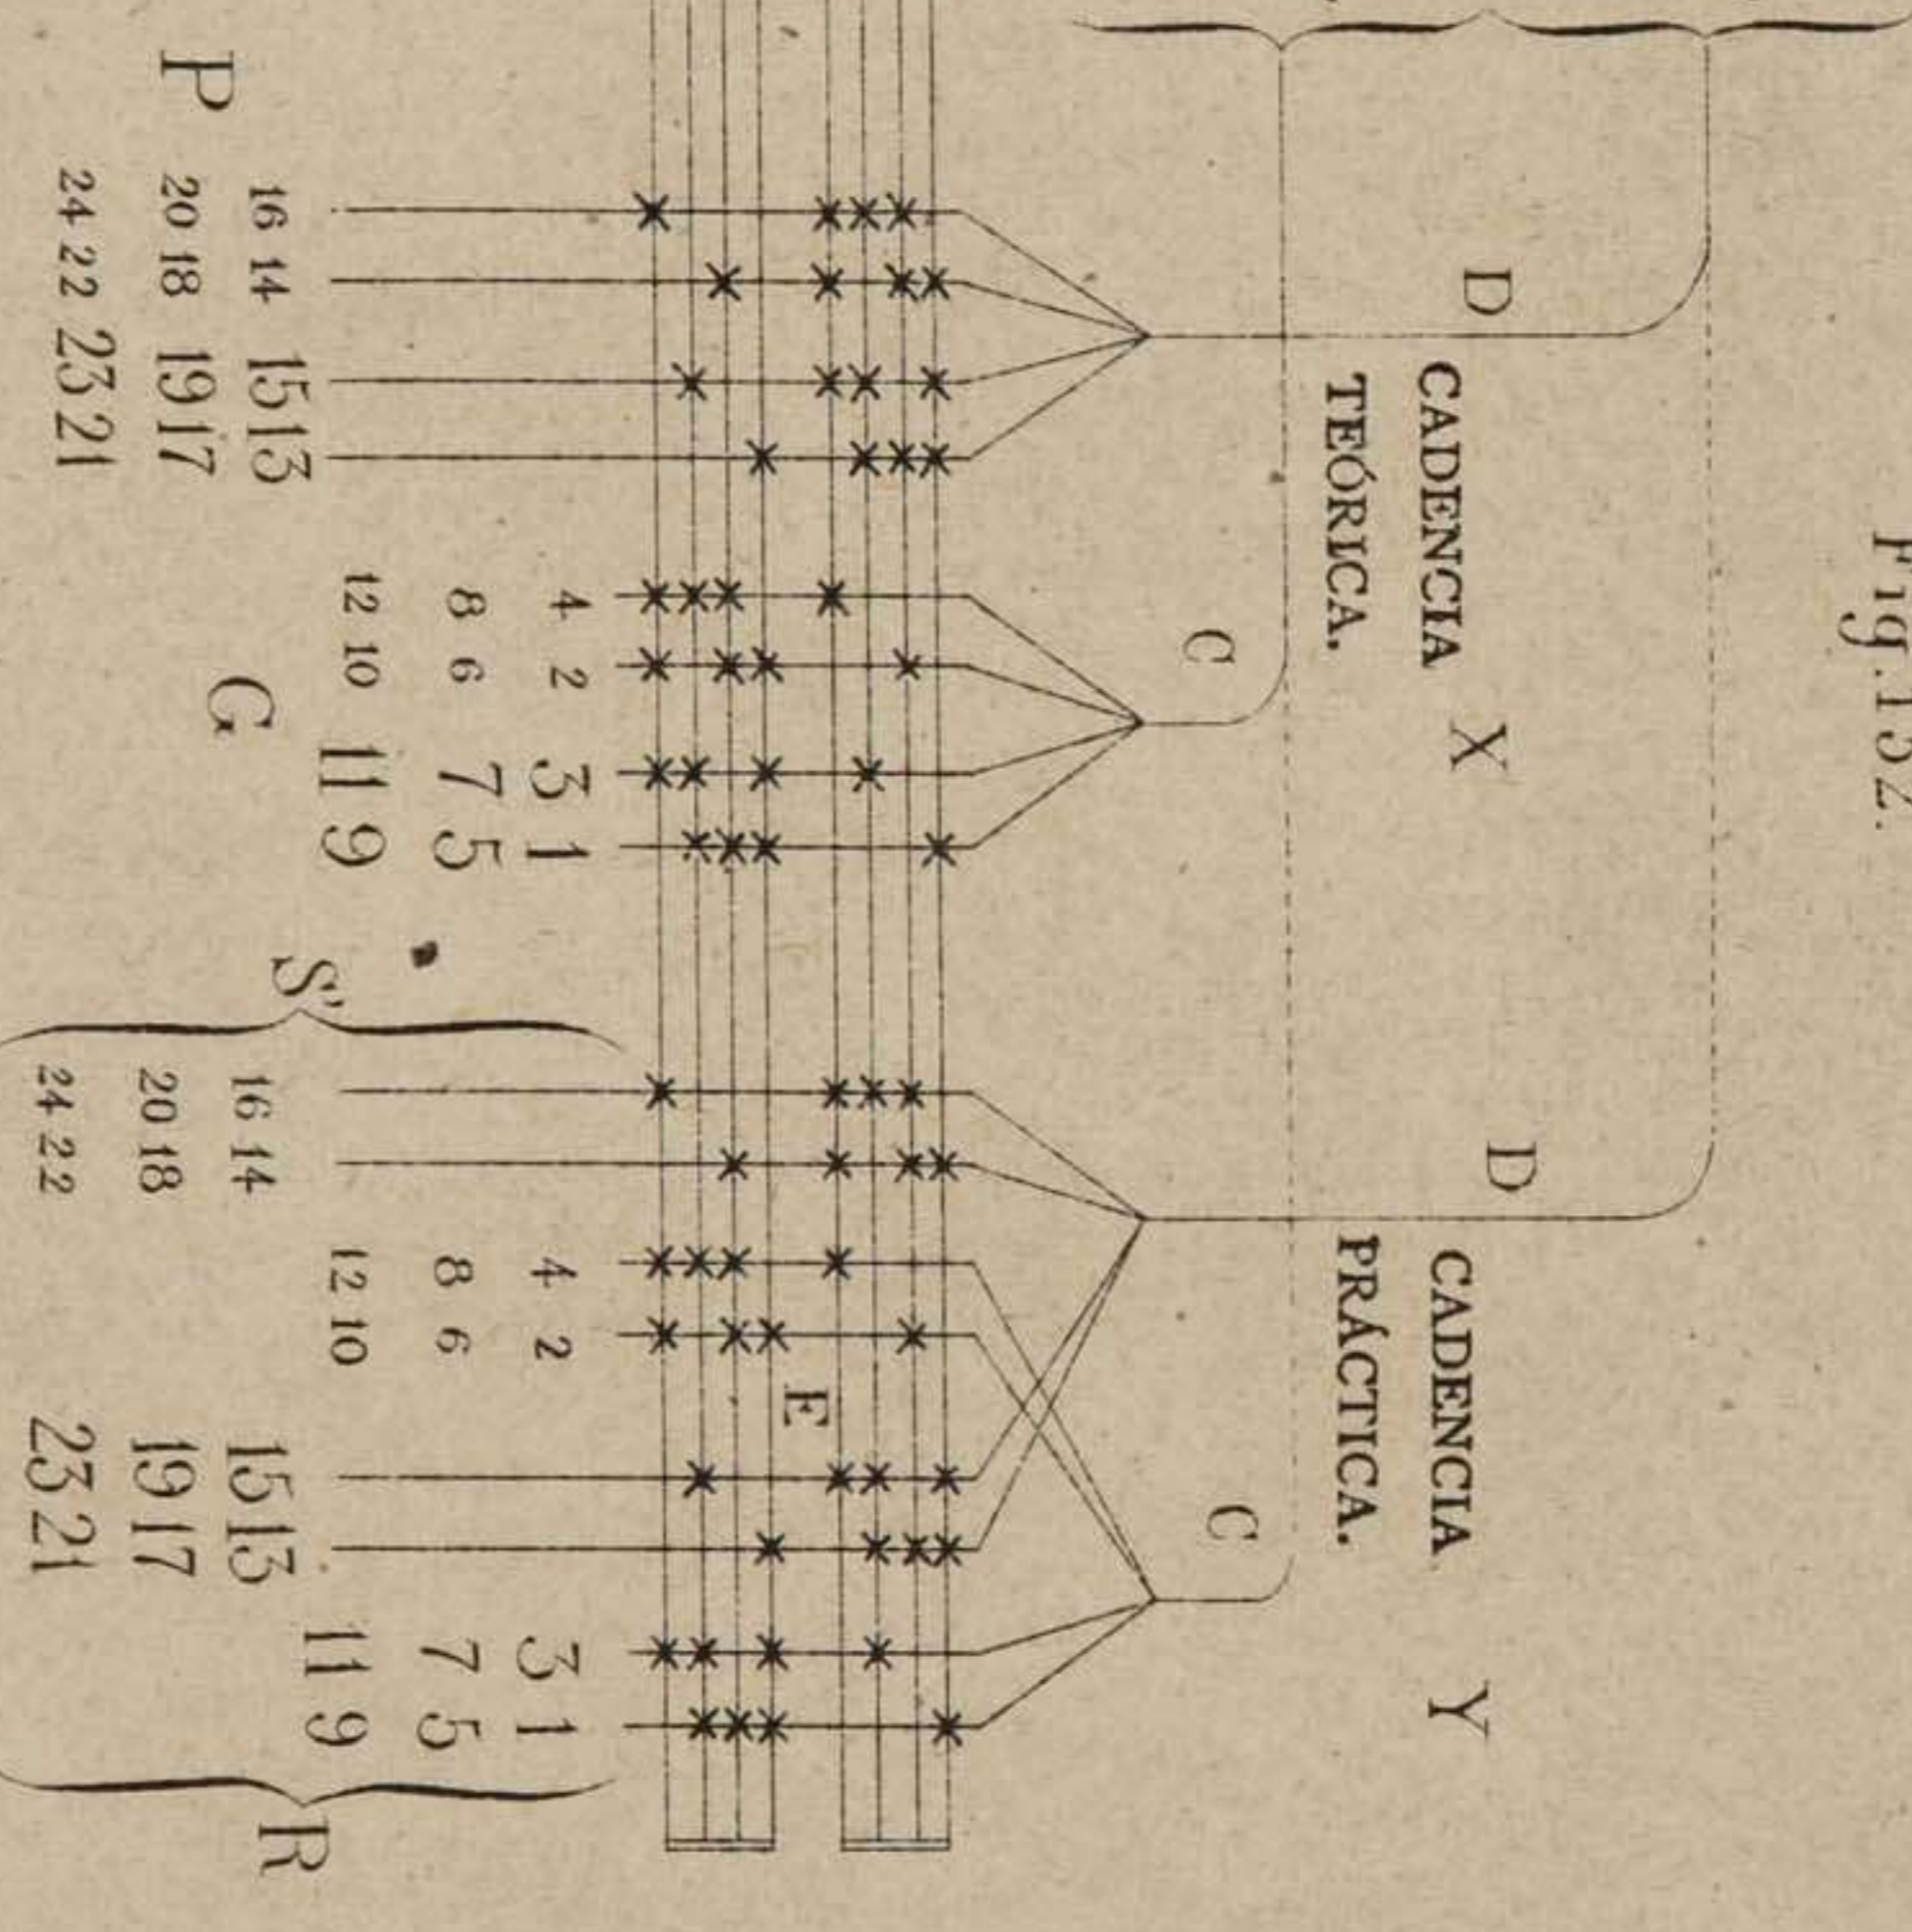 Fig.152.
D D
CADENCIA X CADENCIA Y
TEÓRICA. PRÁCTICA.
C C
E
4 2 3 1 4 2 3 1
8 6 7 5 8 6 7 5
12 10 11 9 12 10 11 9
S' R
16 14 15 13 16 14 15 13
P G
20 18 19 17 20 18 19 17
24 22 23 21 24 22 23 21